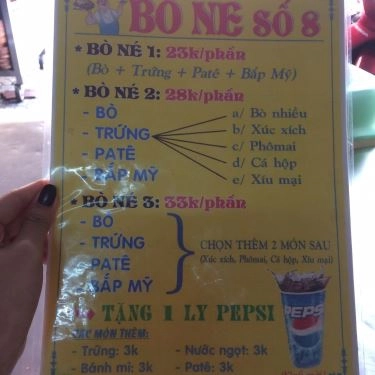 BÒ NÉ SỐ 8
* BÒ NÉ 1: 23k/phần
(Bò + Trứng + Patê + Bắp Mỹ)
* BÒ NÉ 2: 28k/phần
- BÒ
- TRỨNG
- PATÊ
- BẮP MỸ
a/ Bò nhiều
b/ Xúc xích
c/ Phômai
d/ Cá hộp
e/ Xíu mại
* BÒ NÉ 3: 33k/phần
- BÒ
- TRỨNG
- PATÊ
- BẮP MỸ
CHỌN THÊM 2 MÓN SAU
(Xúc xích, Phômai, Cá hộp, Xíu mại)
TẶNG 1 LY PEPSI
PEPSI
CÁC MÓN THÊM:
- Trứng: 3k
- Nước ngọt: 3k
- Bánh mì: 3k
- Patê: 3k